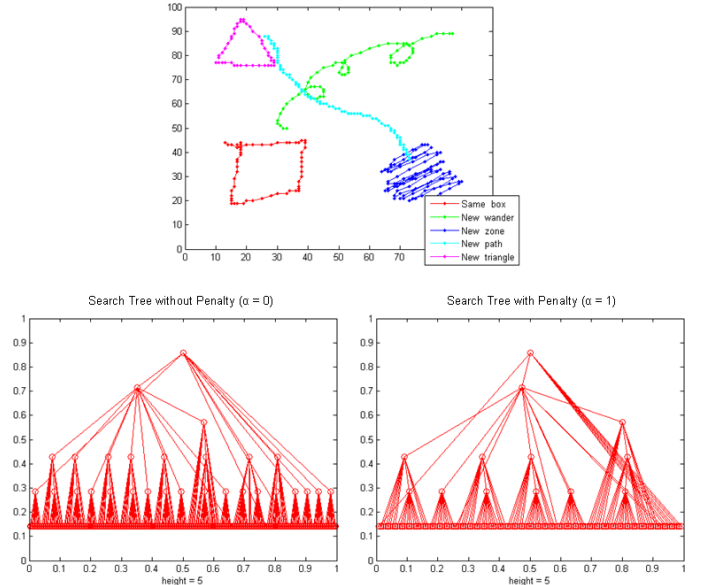 100
90
80
70
60
50
40
30
20
10
0
0 10 20 30 40 50 60 70
Same box
New wander
New zone
New path
New triangle
Search Tree without Penalty (α = 0)
1
0.9
0.8
0.7
0.6
0.5
0.4
0.3
0.2
0.1
0
0 0.1 0.2 0.3 0.4 0.5 0.6 0.7 0.8 0.9 1
height = 5
Search Tree with Penalty (α = 1)
1
0.9
0.8
0.7
0.6
0.5
0.4
0.3
0.2
0.1
0
0.1 0.2 0.3 0.4 0.5 0.6 0.7 0.8 0.9 1
height = 5